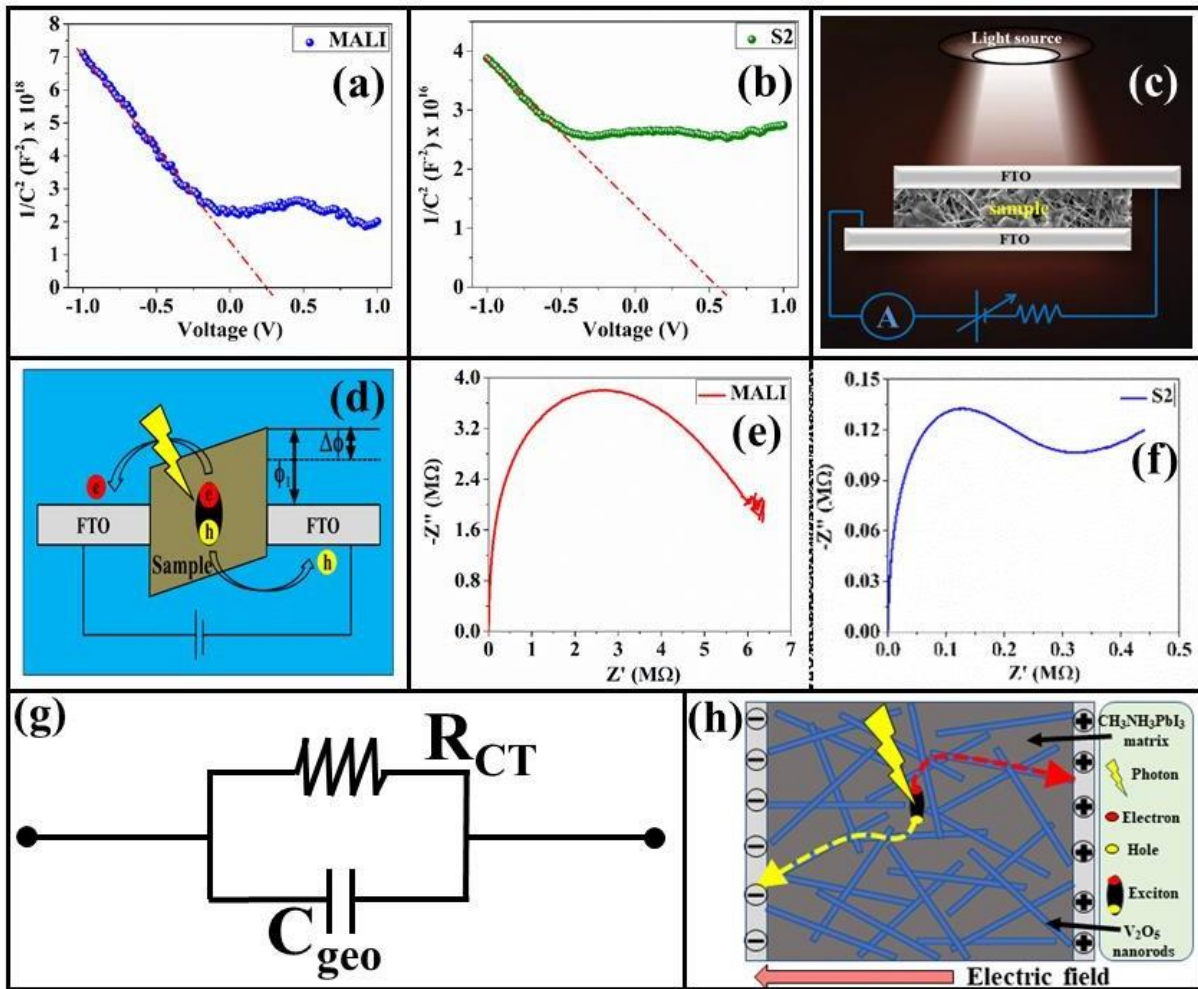 MALI
(a)
1/C² (F⁻²) x 10¹⁸
8
7
6
5
4
3
2
1
0
-1.0
-0.5
0.0
0.5
1.0
Voltage (V)
S2
(b)
1/C² (F⁻²) x 10¹⁶
4
3
2
1
0
-1.0
-0.5
0.0
0.5
1.0
Voltage (V)
Light source
(c)
FTO
sample
FTO
A
(d)
Δϕ
ϕ₁
e
e
h
FTO
FTO
Sample
h
MALI
(e)
-Z" (MΩ)
4.0
3.2
2.4
1.6
0.8
0.0
0
1
2
3
4
5
6
7
Z' (MΩ)
S2
(f)
-Z" (MΩ)
0.15
0.12
0.09
0.06
0.03
0.00
0.0
0.1
0.2
0.3
0.4
0.5
Z' (MΩ)
(g)
R_CT
C_geo
(h)
CH₃NH₃PbI₃
matrix
Photon
Electron
Hole
Exciton
V₂O₅
nanorods
Electric field